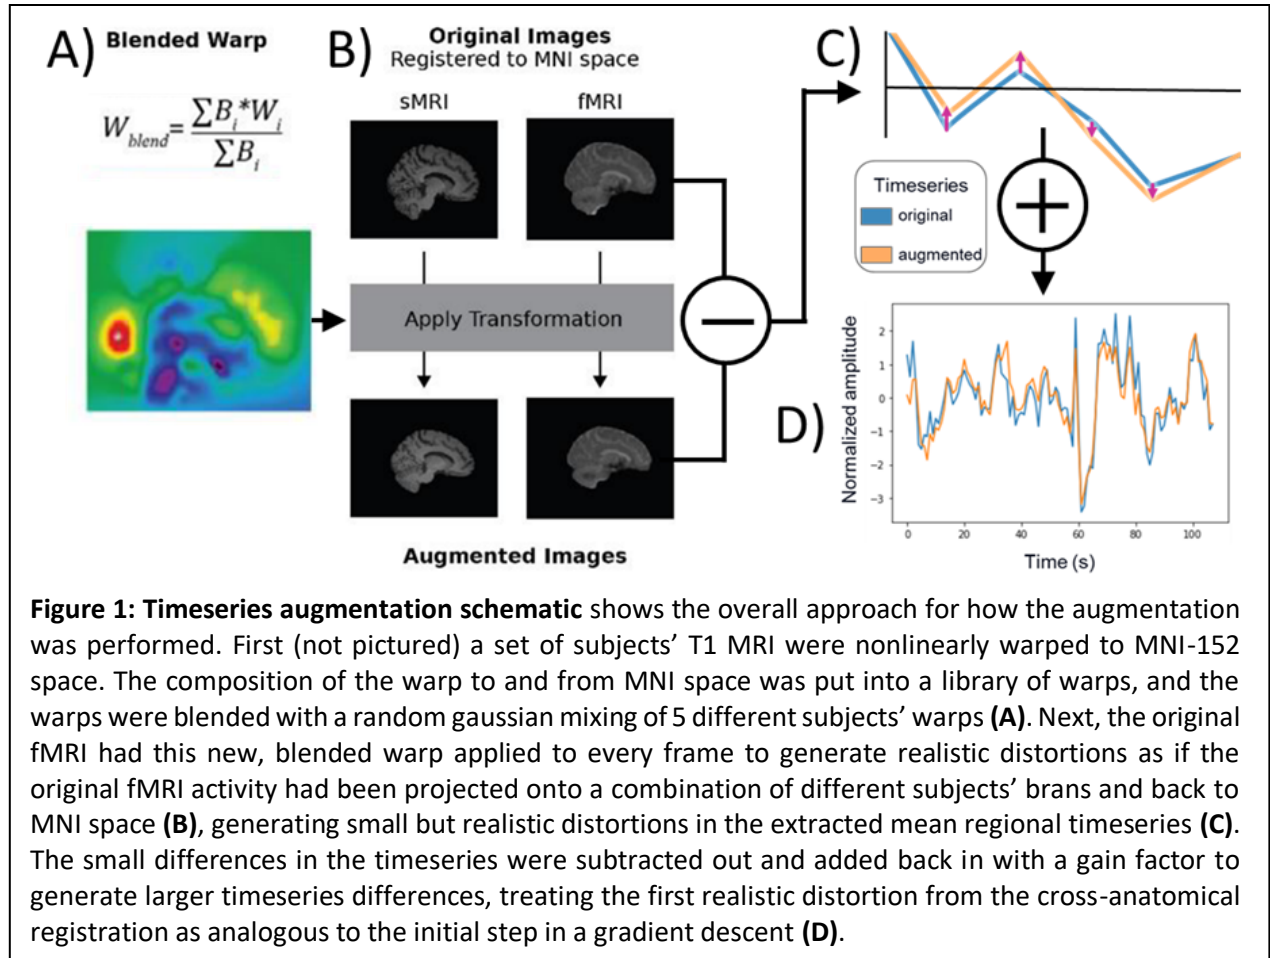 A) Blended Warp
W_blend = ∑B_i*W_i / ∑B_i
B) Original Images
Registered to MNI space
sMRI fMRI
Apply Transformation
Augmented Images
C)
Timeseries
original
augmented
D)
Normalized amplitude
2
1
0
−1
−2
−3
0 20 40 60 80 100
Time (s)
Figure 1: Timeseries augmentation schematic shows the overall approach for how the augmentation
was performed. First (not pictured) a set of subjects’ T1 MRI were nonlinearly warped to MNI-152
space. The composition of the warp to and from MNI space was put into a library of warps, and the
warps were blended with a random gaussian mixing of 5 different subjects’ warps (A). Next, the original
fMRI had this new, blended warp applied to every frame to generate realistic distortions as if the
original fMRI activity had been projected onto a combination of different subjects’ brans and back to
MNI space (B), generating small but realistic distortions in the extracted mean regional timeseries (C).
The small differences in the timeseries were subtracted out and added back in with a gain factor to
generate larger timeseries differences, treating the first realistic distortion from the cross-anatomical
registration as analogous to the initial step in a gradient descent (D).